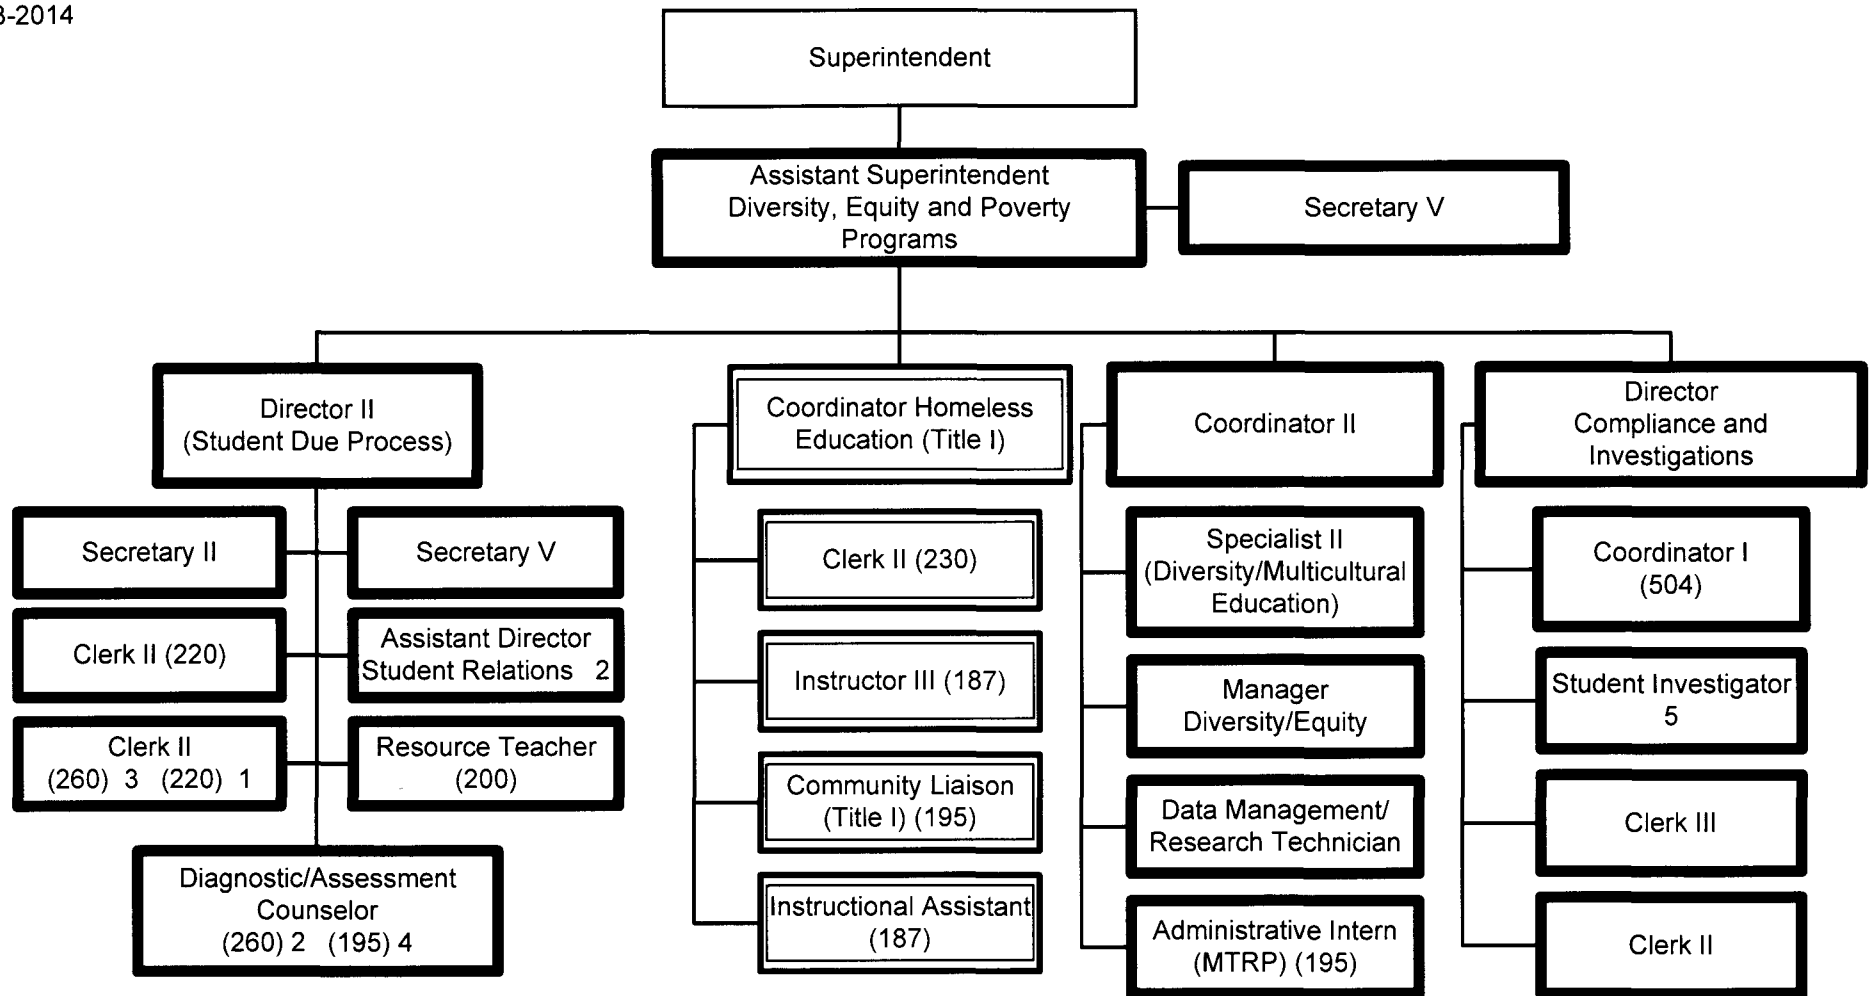 3-2014
Superintendent
Assistant Superintendent
Diversity, Equity and Poverty
Programs
Secretary V
Director II
(Student Due Process)
Secretary II
Secretary V
Clerk II (220)
Assistant Director
Student Relations 2
Clerk II
(260) 3 (220) 1
Resource Teacher
(200)
Diagnostic/Assessment
Counselor
(260) 2 (195) 4
Coordinator Homeless
Education (Title I)
Clerk II (230)
Instructor III (187)
Community Liaison
(Title I) (195)
Instructional Assistant
(187)
Coordinator II
Specialist II
(Diversity/Multicultural
Education)
Manager
Diversity/Equity
Data Management/
Research Technician
Administrative Intern
(MTRP) (195)
Director
Compliance and
Investigations
Coordinator I
(504)
Student Investigator
5
Clerk III
Clerk II